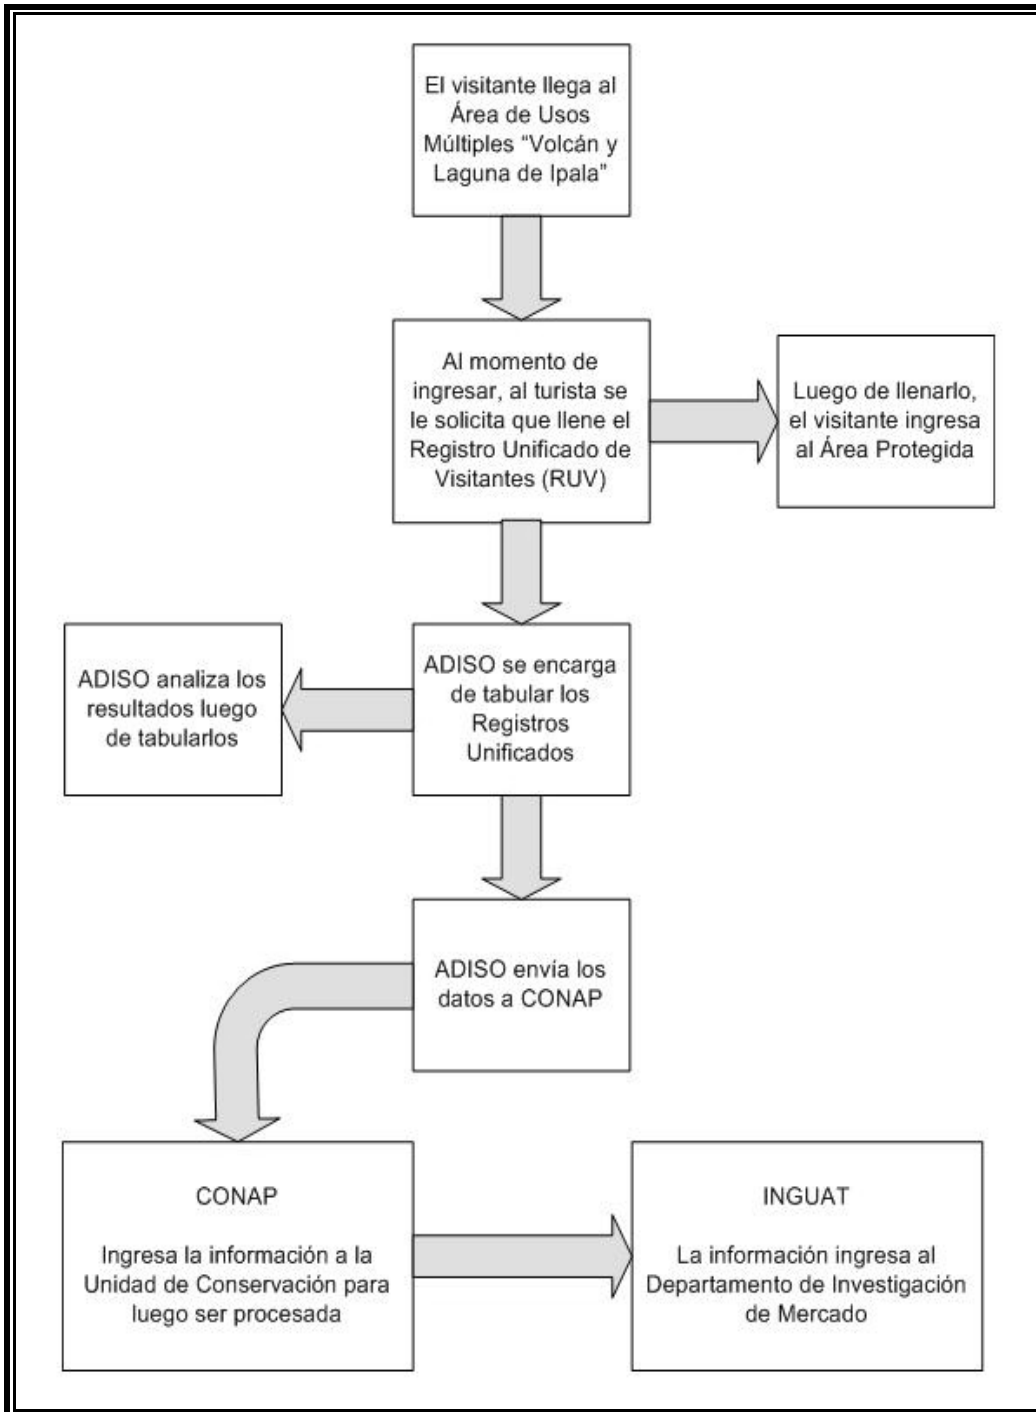 El visitante llega al
Área de Usos
Múltiples “Volcán y
Laguna de Ipala”
Al momento de
ingresar, al turista se
le solicita que llene el
Registro Unificado de
Visitantes (RUV)
Luego de llenarlo,
el visitante ingresa
al Área Protegida
ADISO analiza los
resultados luego
de tabularlos
ADISO se encarga
de tabular los
Registros
Unificados
ADISO envía los
datos a CONAP
CONAP
Ingresa la información a la
Unidad de Conservación para
luego ser procesada
INGUAT
La información ingresa al
Departamento de Investigación
de Mercado